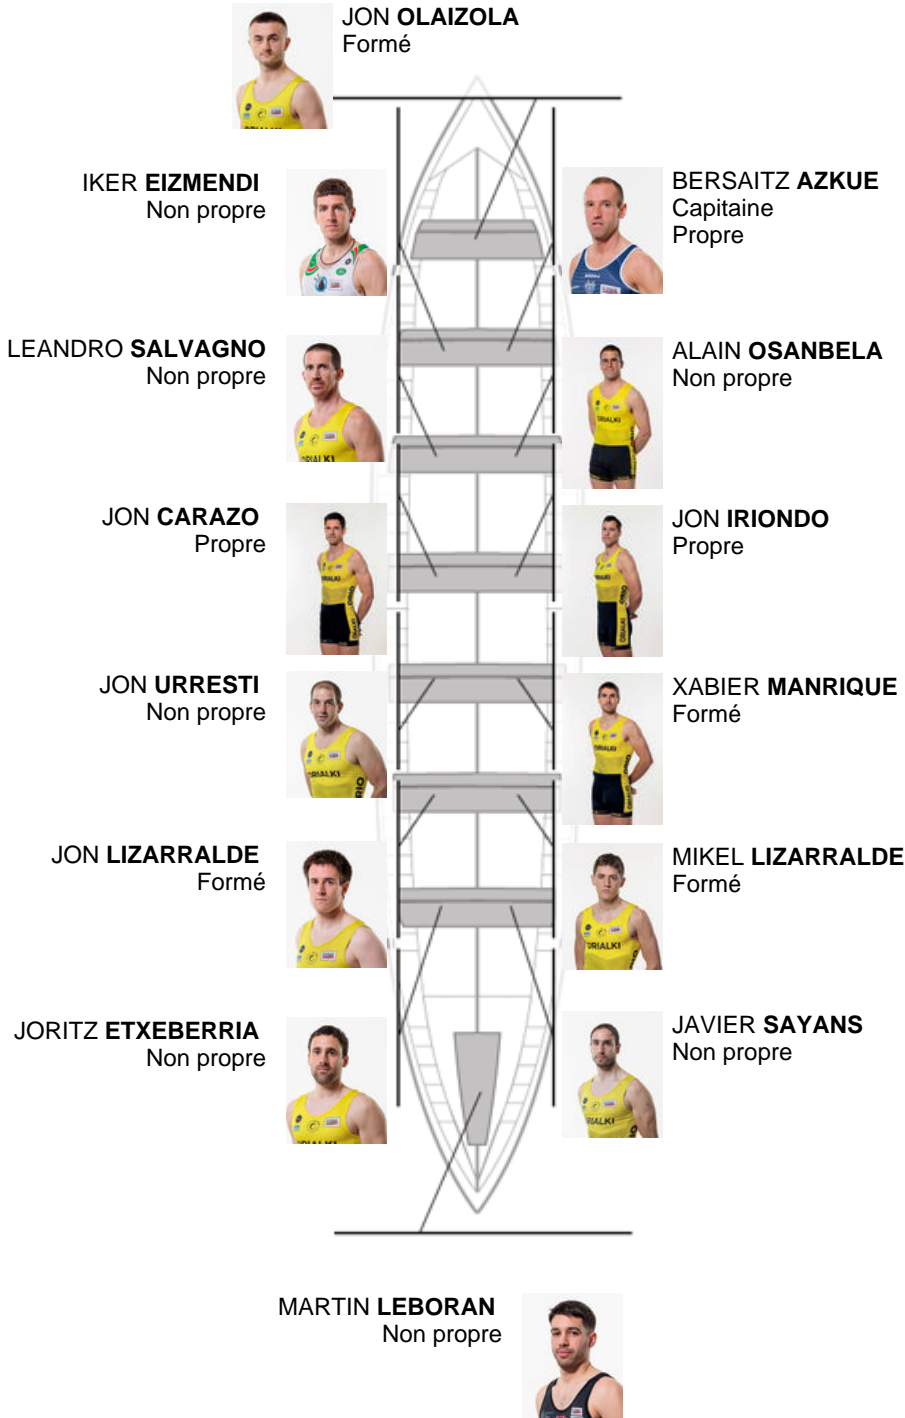 JON OLAIZOLA
Formé
IKER EIZMENDI
Non propre
BERSAITZ AZKUE
Capitaine
Propre
LEANDRO SALVAGNO
Non propre
ALAIN OSANBELA
Non propre
JON CARAZO
Propre
JON IRIONDO
Propre
JON URRESTI
Non propre
XABIER MANRIQUE
Formé
JON LIZARRALDE
Formé
MIKEL LIZARRALDE
Formé
JORITZ ETXEBERRIA
Non propre
JAVIER SAYANS
Non propre
MARTIN LEBORAN
Non propre